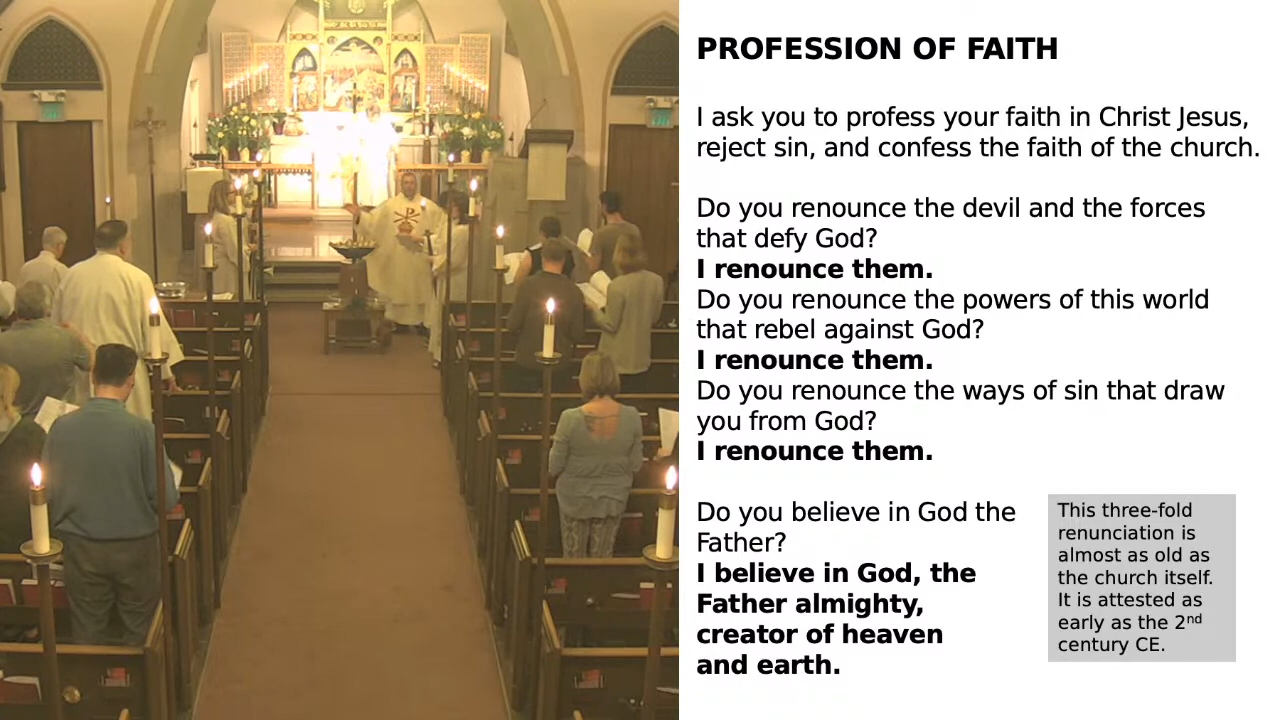 PROFESSION OF FAITH
I ask you to profess your faith in Christ Jesus,
reject sin, and confess the faith of the church.
Do you renounce the devil and the forces
that defy God?
I renounce them.
Do you renounce the powers of this world
that rebel against God?
I renounce them.
Do you renounce the ways of sin that draw
you from God?
I renounce them.
Do you believe in God the
Father?
I believe in God, the
Father almighty,
creator of heaven
and earth.
This three-fold
renunciation is
almost as old as
the church itself.
It is attested as
early as the 2nd
century CE.